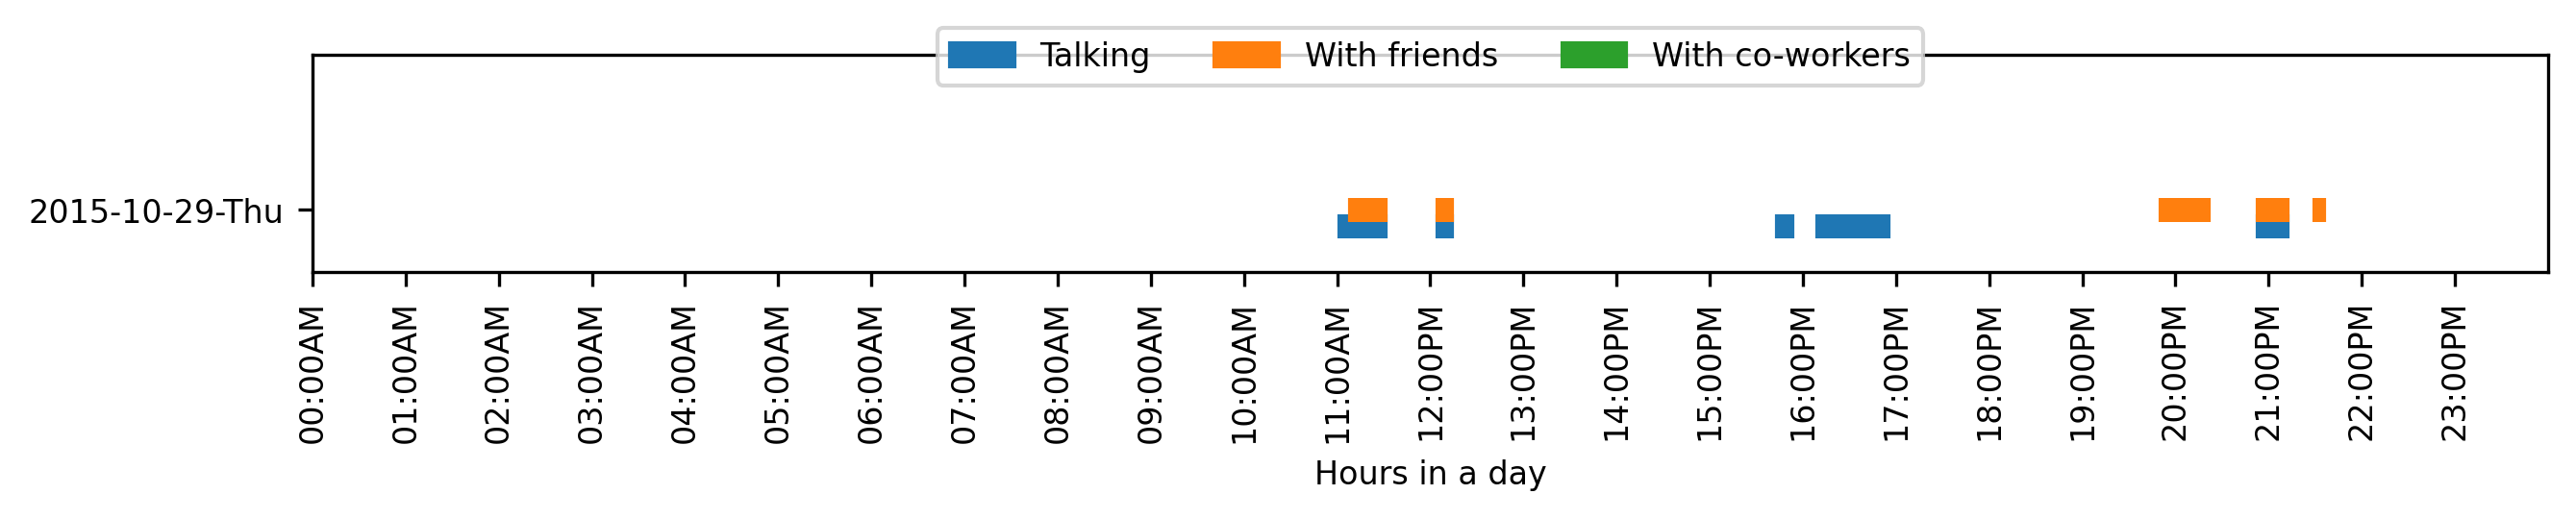 Talking With friends With co-workers
2015-10-29-Thu
00:00AM 01:00AM 02:00AM 03:00AM 04:00AM 05:00AM 06:00AM 07:00AM 08:00AM 09:00AM 10:00AM 11:00AM 12:00PM 13:00PM 14:00PM 15:00PM 16:00PM 17:00PM 18:00PM 19:00PM 20:00PM 21:00PM 22:00PM 23:00PM
Hours in a day